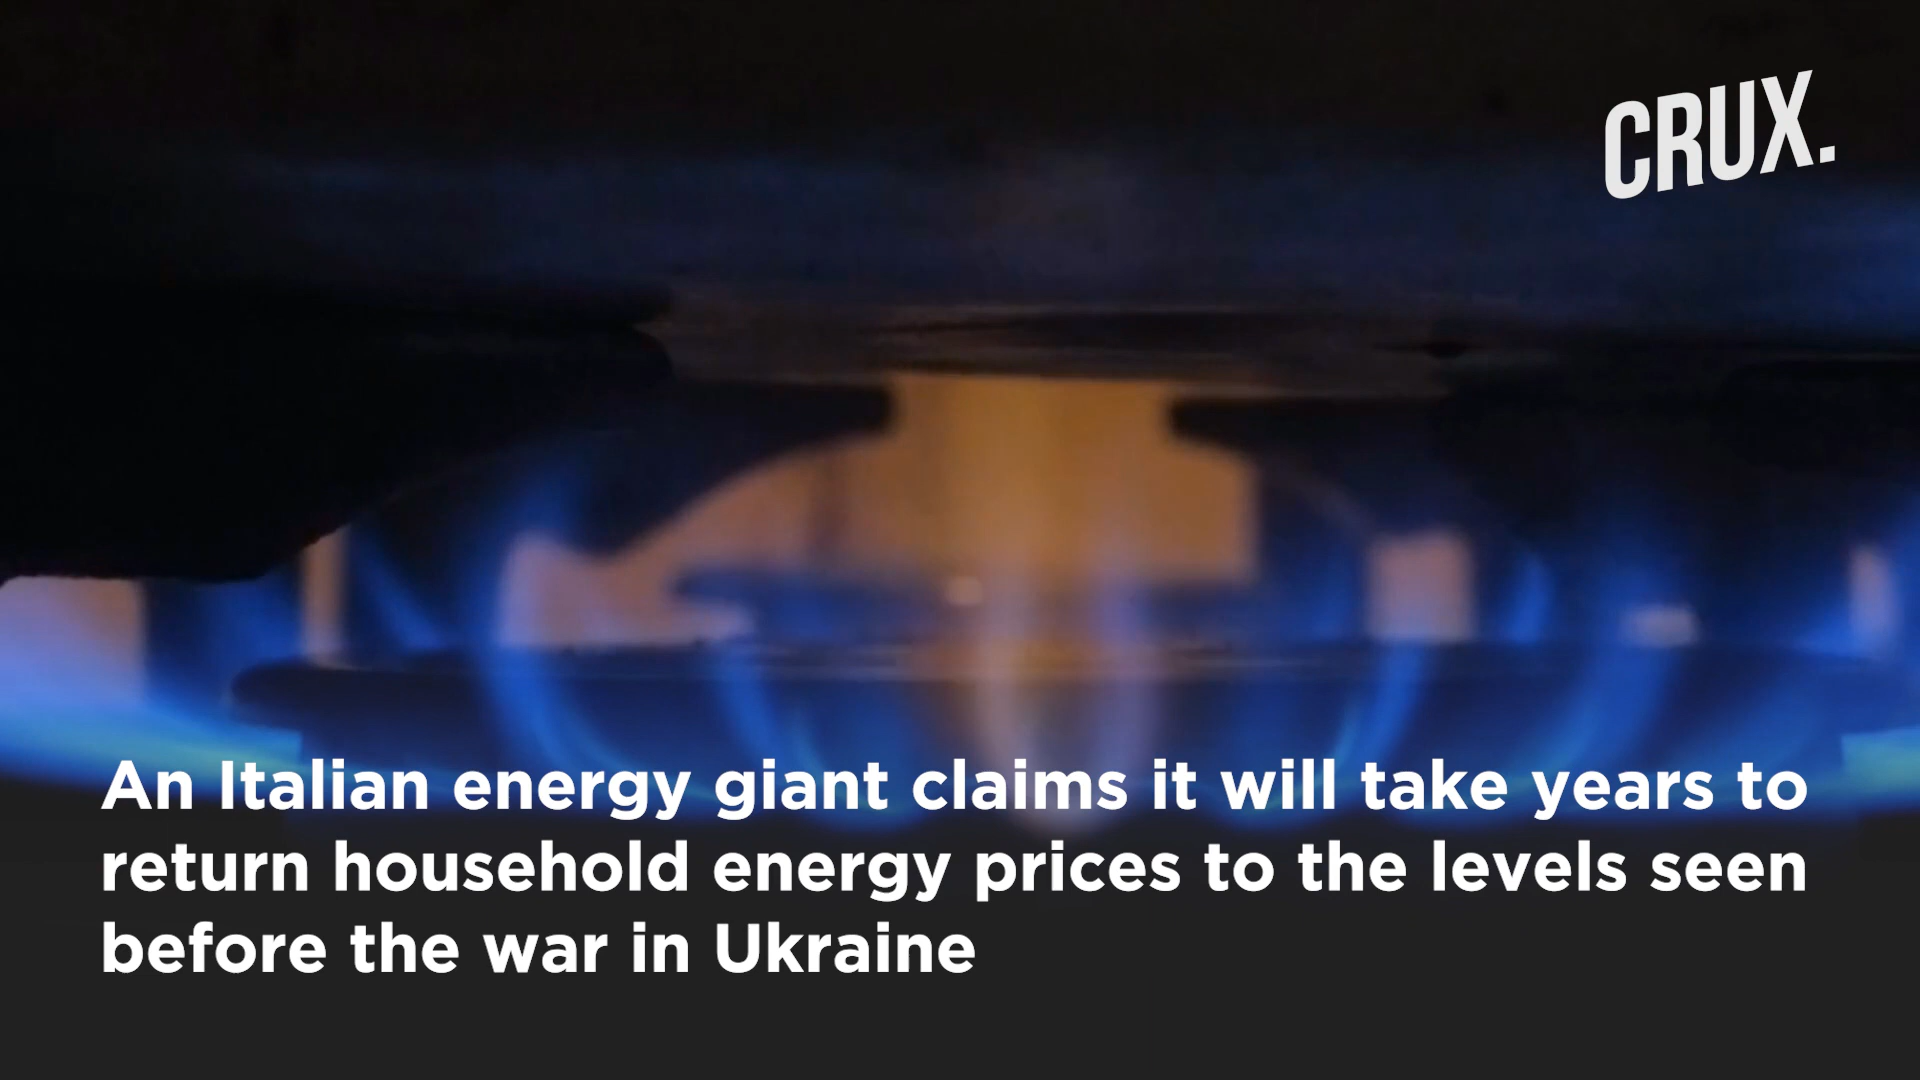 CRUX.
An Italian energy giant claims it will take years to
return household energy prices to the levels seen
before the war in Ukraine